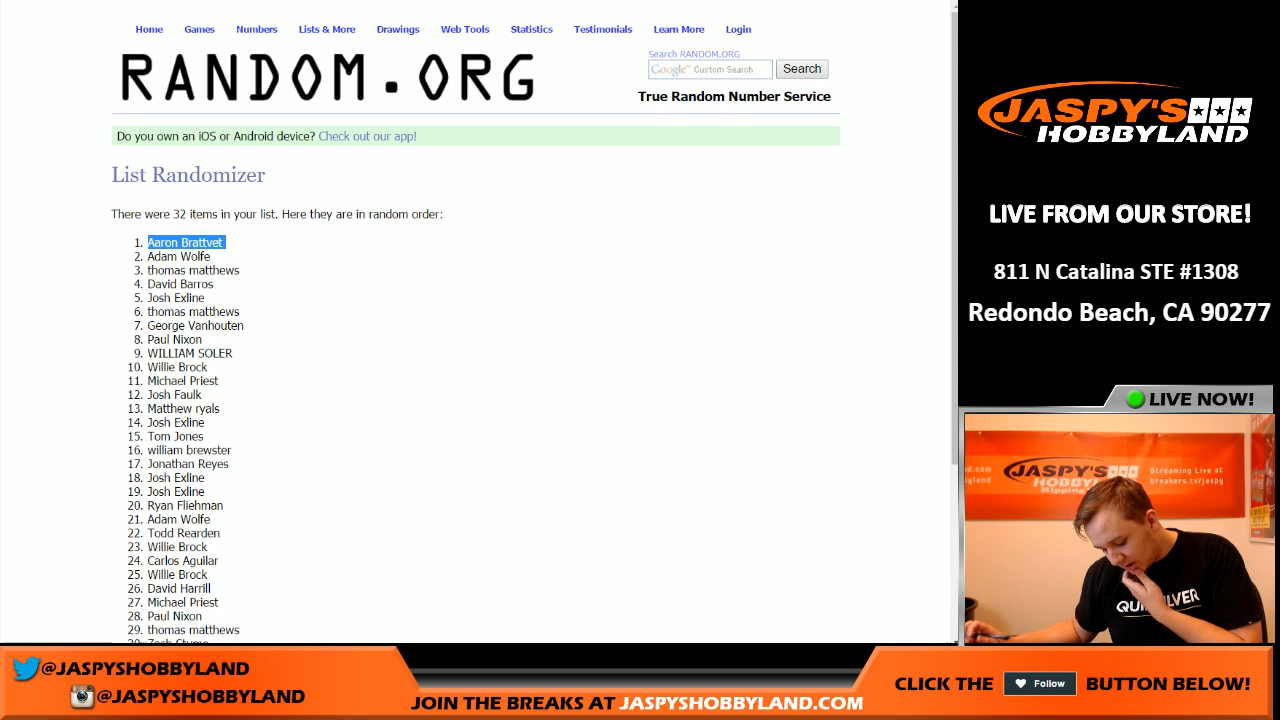 Home Games Numbers Lists & More Drawings Web Tools Statistics Testimonials Learn More Login
RANDOM.ORG
Search RANDOM.ORG
Google™ Custom Search Search
True Random Number Service
Do you own an iOS or Android device? Check out our app!
List Randomizer
There were 32 items in your list. Here they are in random order:
1. Aaron Brattvet
2. Adam Wolfe
3. thomas matthews
4. David Barros
5. Josh Exline
6. thomas matthews
7. George Vanhouten
8. Paul Nixon
9. WILLIAM SOLER
10. Willie Brock
11. Michael Priest
12. Josh Faulk
13. Matthew ryals
14. Josh Exline
15. Tom Jones
16. william brewster
17. Jonathan Reyes
18. Josh Exline
19. Josh Exline
20. Ryan Fliehman
21. Adam Wolfe
22. Todd Rearden
23. Willie Brock
24. Carlos Aguilar
25. Willie Brock
26. David Harrill
27. Michael Priest
28. Paul Nixon
29. thomas matthews
JASPY'S
HOBBYLAND
LIVE FROM OUR STORE!
811 N Catalina STE #1308
Redondo Beach, CA 90277
LIVE NOW!
JASPY'S
HOBBYLAND
Streaming Live at
breakers.tv/jaspy
QUIKSILVER
@JASPYSHOBBYLAND
@JASPYSHOBBYLAND
JOIN THE BREAKS AT JASPYSHOBBYLAND.COM
CLICK THE Follow BUTTON BELOW!